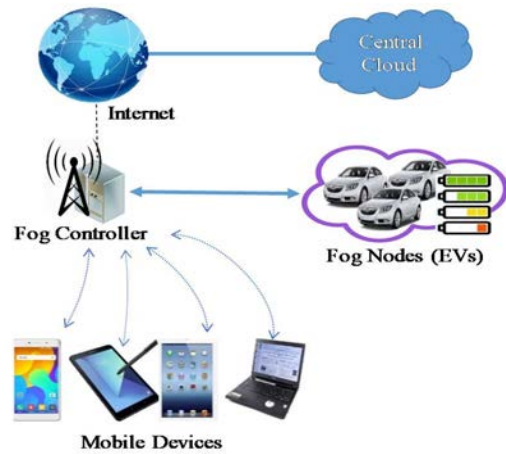 Central
Cloud
Internet
Fog Controller
Fog Nodes (EVs)
Mobile Devices